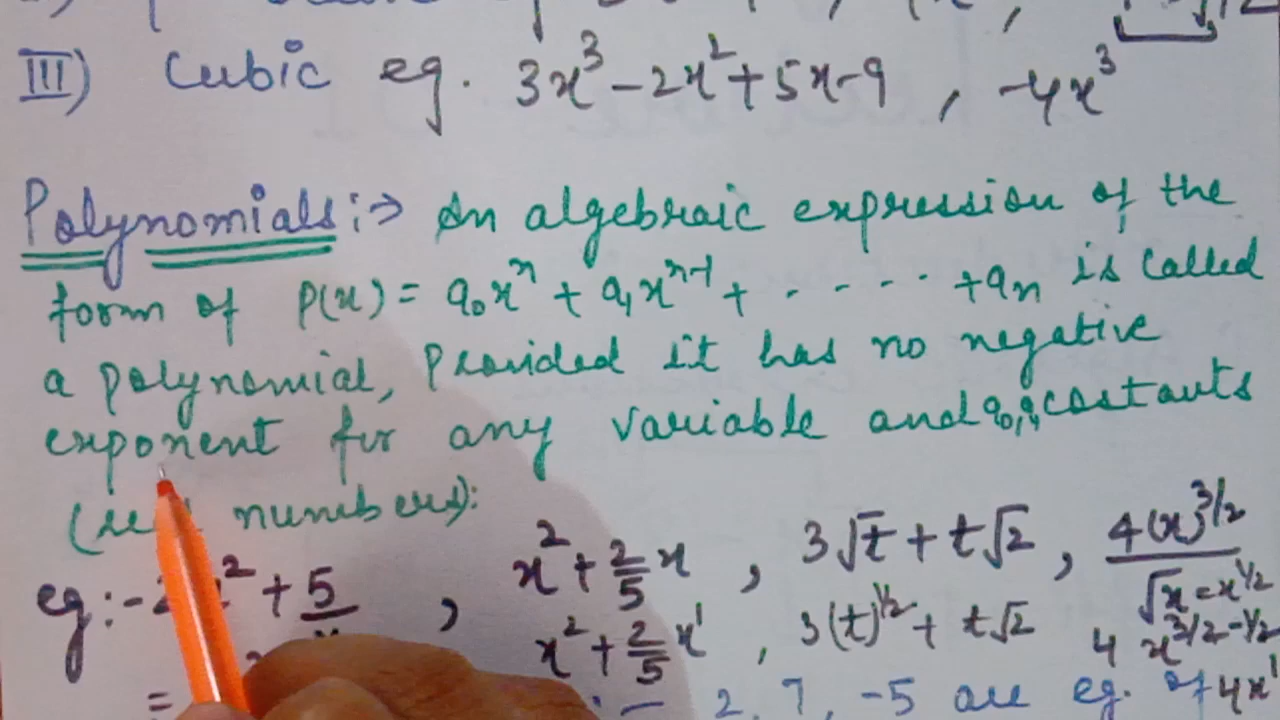 III) Cubic eg. 3x³-2x²+5x-9 , -4x³
Polynomials :→ An algebraic expression of the
form of p(x) = a₀xⁿ + a₁xⁿ⁻¹ + . - - - . +aₙ is called
a polynomial, Provided it has no negative
exponent for any variable and a₀,a₁ costants
numbers):
eg:- + 5 , x² + 2/5 x , 3√t + t√2 , 4(x)^3/2 / √x = x^1/2
x² + 2/5 x¹ , 3(t)^1/2 + t√2 4 x^3/2-1/2
= :- 2, 7, -5 are eg. of 4x¹